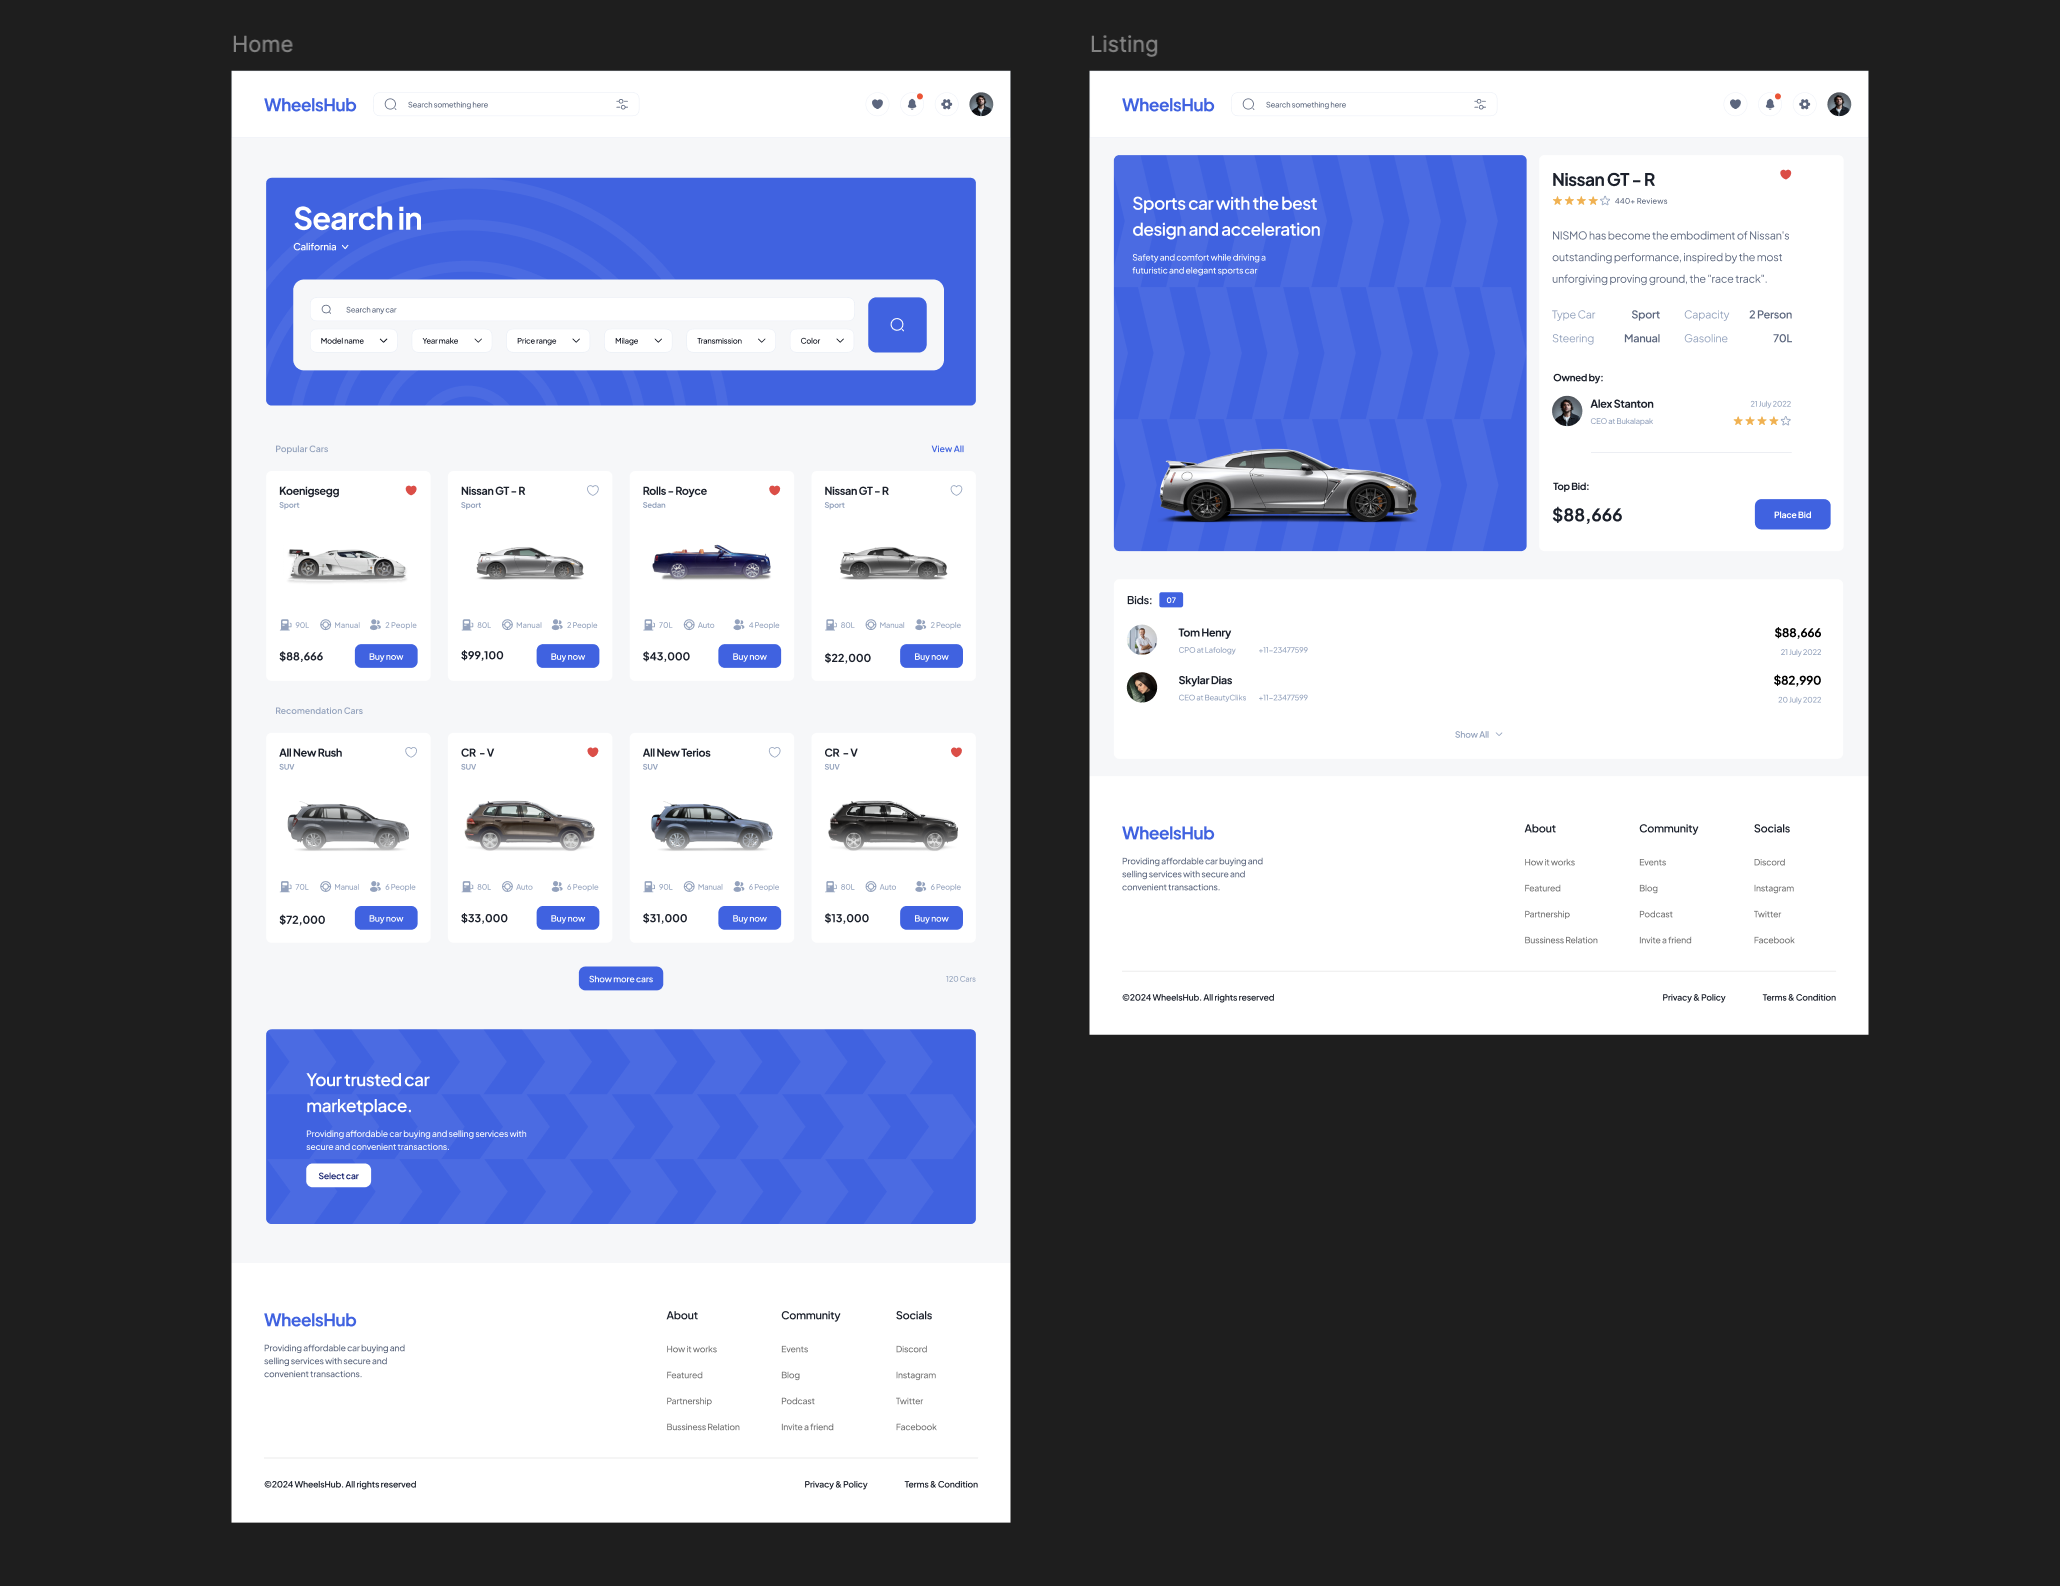 Home
WheelsHub
Search something here
Search in
California
Search any car
Model name
Year make
Price range
Milage
Transmission
Color
Popular Cars
View All
Koenigsegg
Sport
90L
Manual
2 People
$88,666
Buy now
Nissan GT - R
Sport
80L
Manual
2 People
$99,100
Buy now
Rolls - Royce
Sedan
70L
Auto
4 People
$43,000
Buy now
Nissan GT - R
Sport
80L
Manual
2 People
$22,000
Buy now
Recomendation Cars
All New Rush
SUV
70L
Manual
6 People
$72,000
Buy now
CR - V
SUV
80L
Auto
6 People
$33,000
Buy now
All New Terios
SUV
90L
Manual
6 People
$31,000
Buy now
CR - V
SUV
80L
Auto
6 People
$13,000
Buy now
Show more cars
120 Cars
Your trusted car
marketplace.
Providing affordable car buying and selling services with
secure and convenient transactions.
Select car
WheelsHub
Providing affordable car buying and
selling services with secure and
convenient transactions.
About
How it works
Featured
Partnership
Bussiness Relation
Community
Events
Blog
Podcast
Invite a friend
Socials
Discord
Instagram
Twitter
Facebook
©2024 WheelsHub. All rights reserved
Privacy & Policy
Terms & Condition
Listing
WheelsHub
Search something here
Sports car with the best
design and acceleration
Safety and comfort while driving a
futuristic and elegant sports car
Nissan GT - R
440+ Reviews
NISMO has become the embodiment of Nissan's
outstanding performance, inspired by the most
unforgiving proving ground, the "race track".
Type Car
Sport
Capacity
2 Person
Steering
Manual
Gasoline
70L
Owned by:
Alex Stanton
21 July 2022
CEO at Bukalapak
Top Bid:
$88,666
Place Bid
Bids:
07
Tom Henry
$88,666
CPO at Lafology
+11-23477599
21 July 2022
Skylar Dias
$82,990
CEO at BeautyCliks
+11-23477599
20 July 2022
Show All
WheelsHub
Providing affordable car buying and
selling services with secure and
convenient transactions.
About
How it works
Featured
Partnership
Bussiness Relation
Community
Events
Blog
Podcast
Invite a friend
Socials
Discord
Instagram
Twitter
Facebook
©2024 WheelsHub. All rights reserved
Privacy & Policy
Terms & Condition